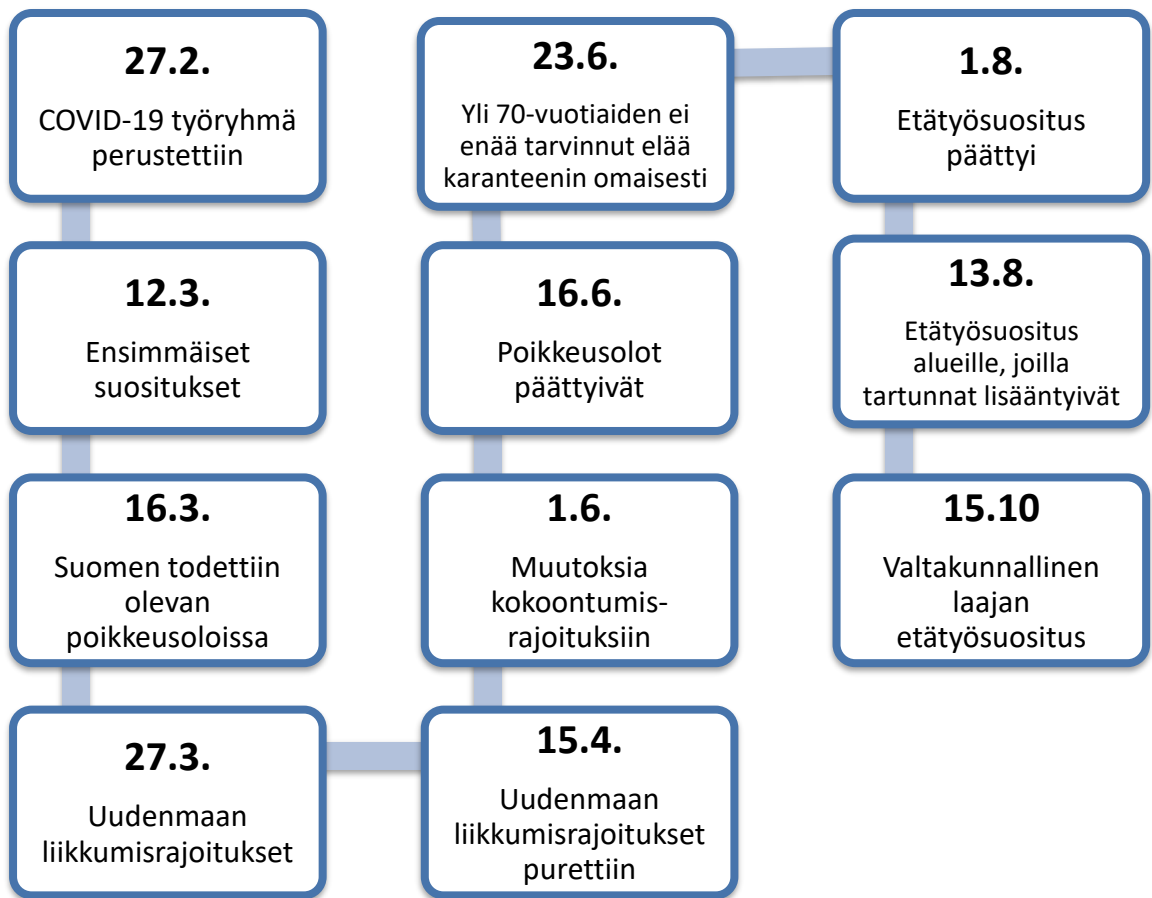 27.2.
COVID-19 työryhmä
perustettiin
12.3.
Ensimmäiset
suositukset
16.3.
Suomen todettiin
olevan
poikkeusoloissa
27.3.
Uudenmaan
liikkumisrajoitukset
15.4.
Uudenmaan
liikkumisrajoitukset
purettiin
1.6.
Muutoksia
kokoontumis-
rajoituksiin
16.6.
Poikkeusolot
päättyivät
23.6.
Yli 70-vuotiaiden ei
enää tarvinnut elää
karanteenin omaisesti
1.8.
Etätyösuositus
päättyi
13.8.
Etätyösuositus
alueille, joilla
tartunnat lisääntyivät
15.10
Valtakunnallinen
laajan
etätyösuositus